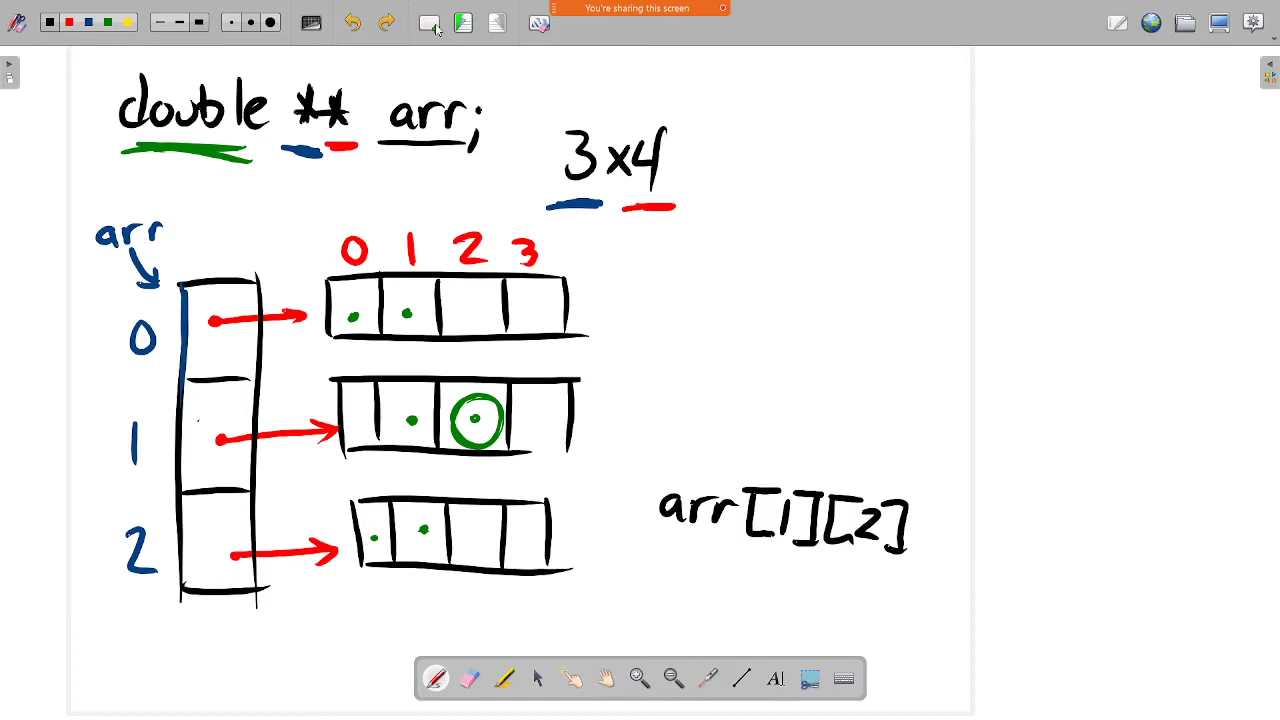 You're sharing this screen
double ** arr;
3x4
arr
0 1 2 3
0
1
2
arr[1][2]
AI